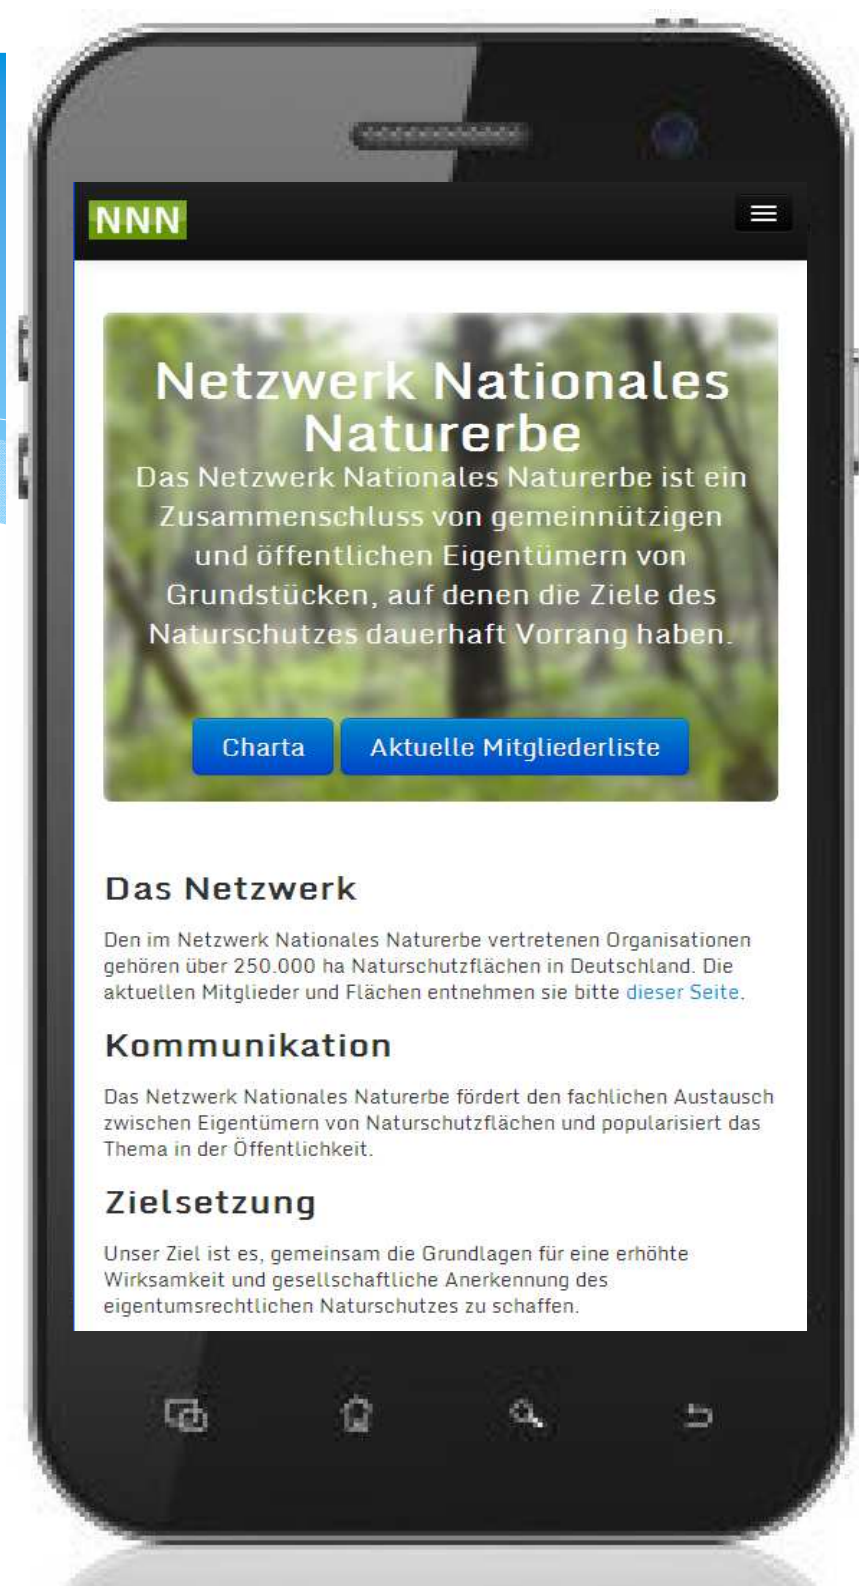 NNN
Netzwerk Nationales
Naturerbe
Das Netzwerk Nationales Naturerbe ist ein
Zusammenschluss von gemeinnützigen
und öffentlichen Eigentümern von
Grundstücken, auf denen die Ziele des
Naturschutzes dauerhaft Vorrang haben.
Charta Aktuelle Mitgliederliste
Das Netzwerk
Den im Netzwerk Nationales Naturerbe vertretenen Organisationen
gehören über 250.000 ha Naturschutzflächen in Deutschland. Die
aktuellen Mitglieder und Flächen entnehmen sie bitte dieser Seite.
Kommunikation
Das Netzwerk Nationales Naturerbe fördert den fachlichen Austausch
zwischen Eigentümern von Naturschutzflächen und popularisiert das
Thema in der Öffentlichkeit.
Zielsetzung
Unser Ziel ist es, gemeinsam die Grundlagen für eine erhöhte
Wirksamkeit und gesellschaftliche Anerkennung des
eigentumsrechtlichen Naturschutzes zu schaffen.